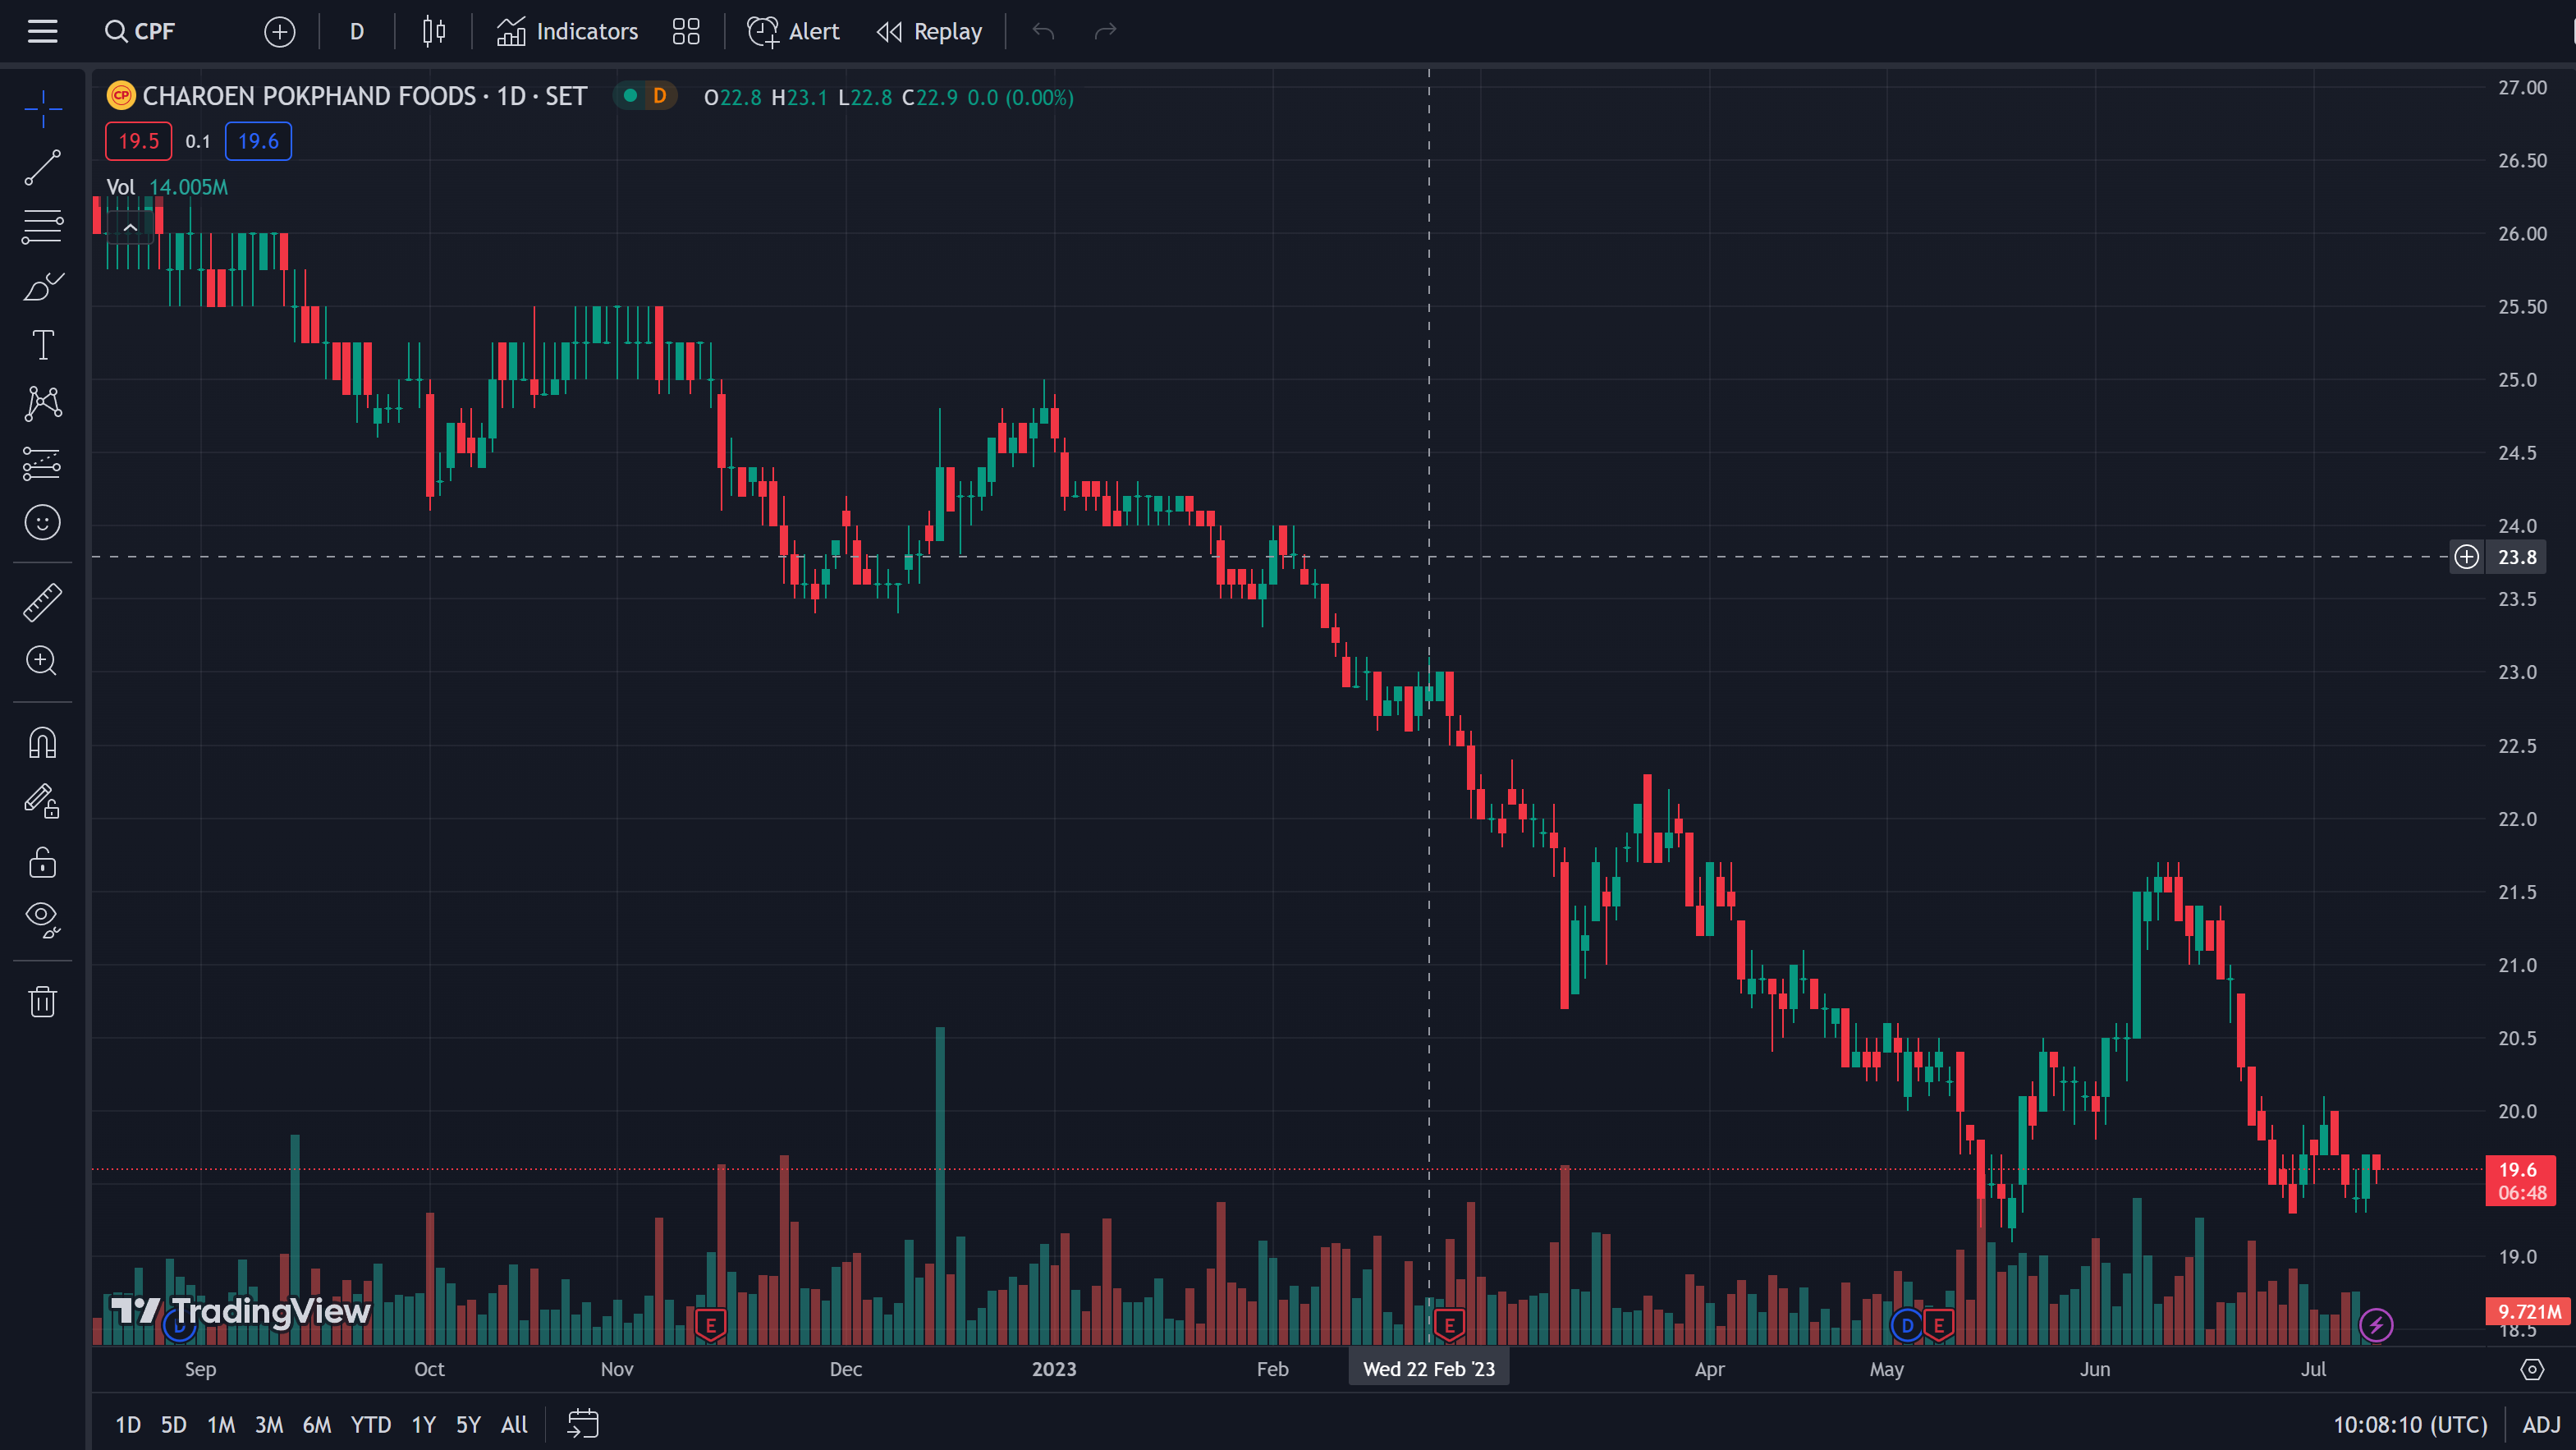 CPF D Indicators Alert Replay
CP CHAROEN POKPHAND FOODS · 1D · SET D O22.8 H23.1 L22.8 C22.9 0.0 (0.00%)
19.5 0.1 19.6
Vol 14.005M
27.00
26.50
26.00
25.50
25.0
24.5
24.0
23.8
23.5
23.0
22.5
22.0
21.5
21.0
20.5
20.0
19.6
06:48
19.0
9.721M
18.5
TradingView
D E E D E
Sep Oct Nov Dec 2023 Feb Wed 22 Feb '23 Apr May Jun Jul
1D 5D 1M 3M 6M YTD 1Y 5Y All 10:08:10 (UTC) ADJ